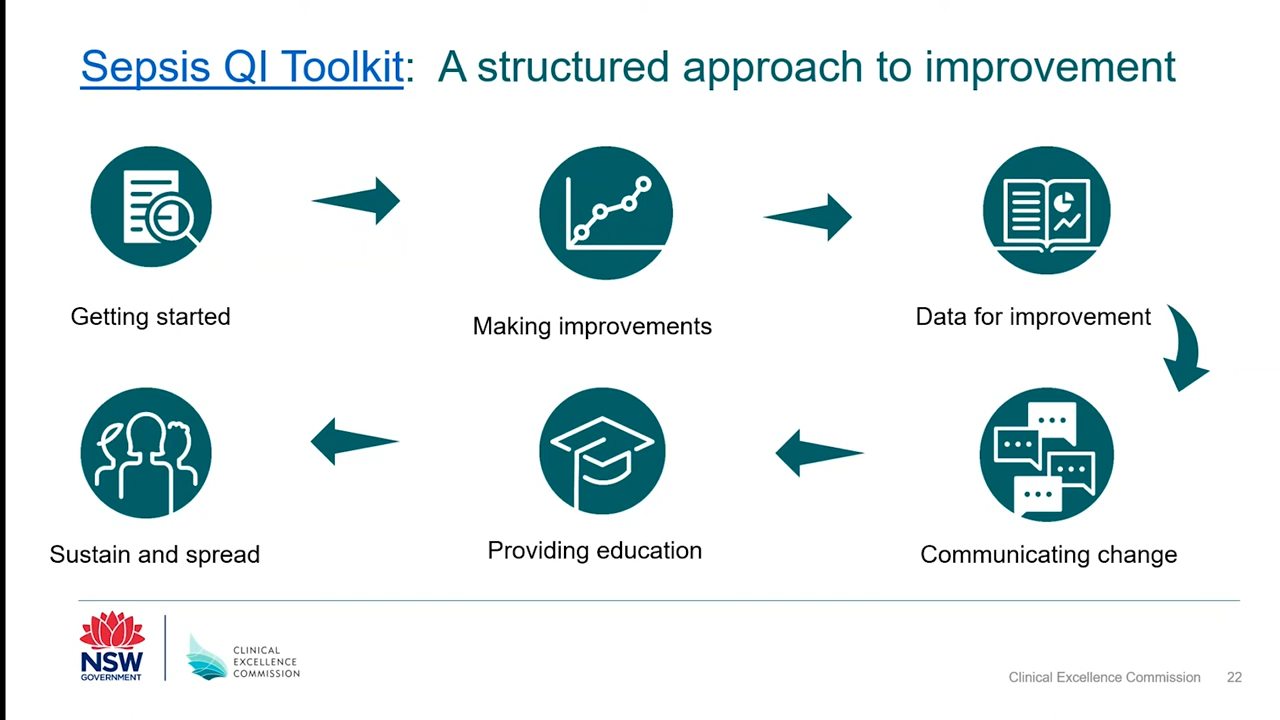 Sepsis QI Toolkit: A structured approach to improvement
Getting started
Making improvements
Data for improvement
Sustain and spread
Providing education
Communicating change
NSW
GOVERNMENT
CLINICAL
EXCELLENCE
COMMISSION
Clinical Excellence Commission 22